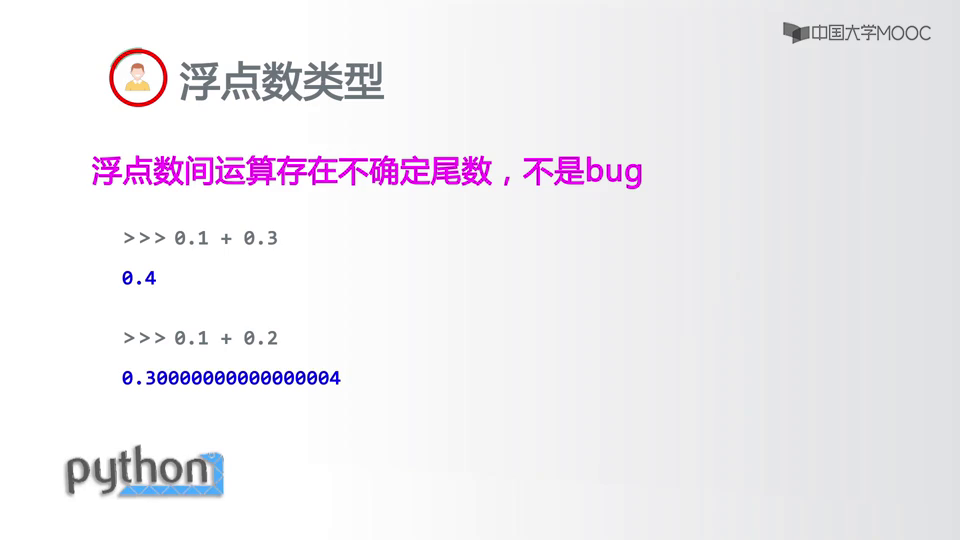 中国大学MOOC
浮点数类型
浮点数间运算存在不确定尾数，不是bug
>>> 0.1 + 0.3
0.4
>>> 0.1 + 0.2
0.30000000000000004
python